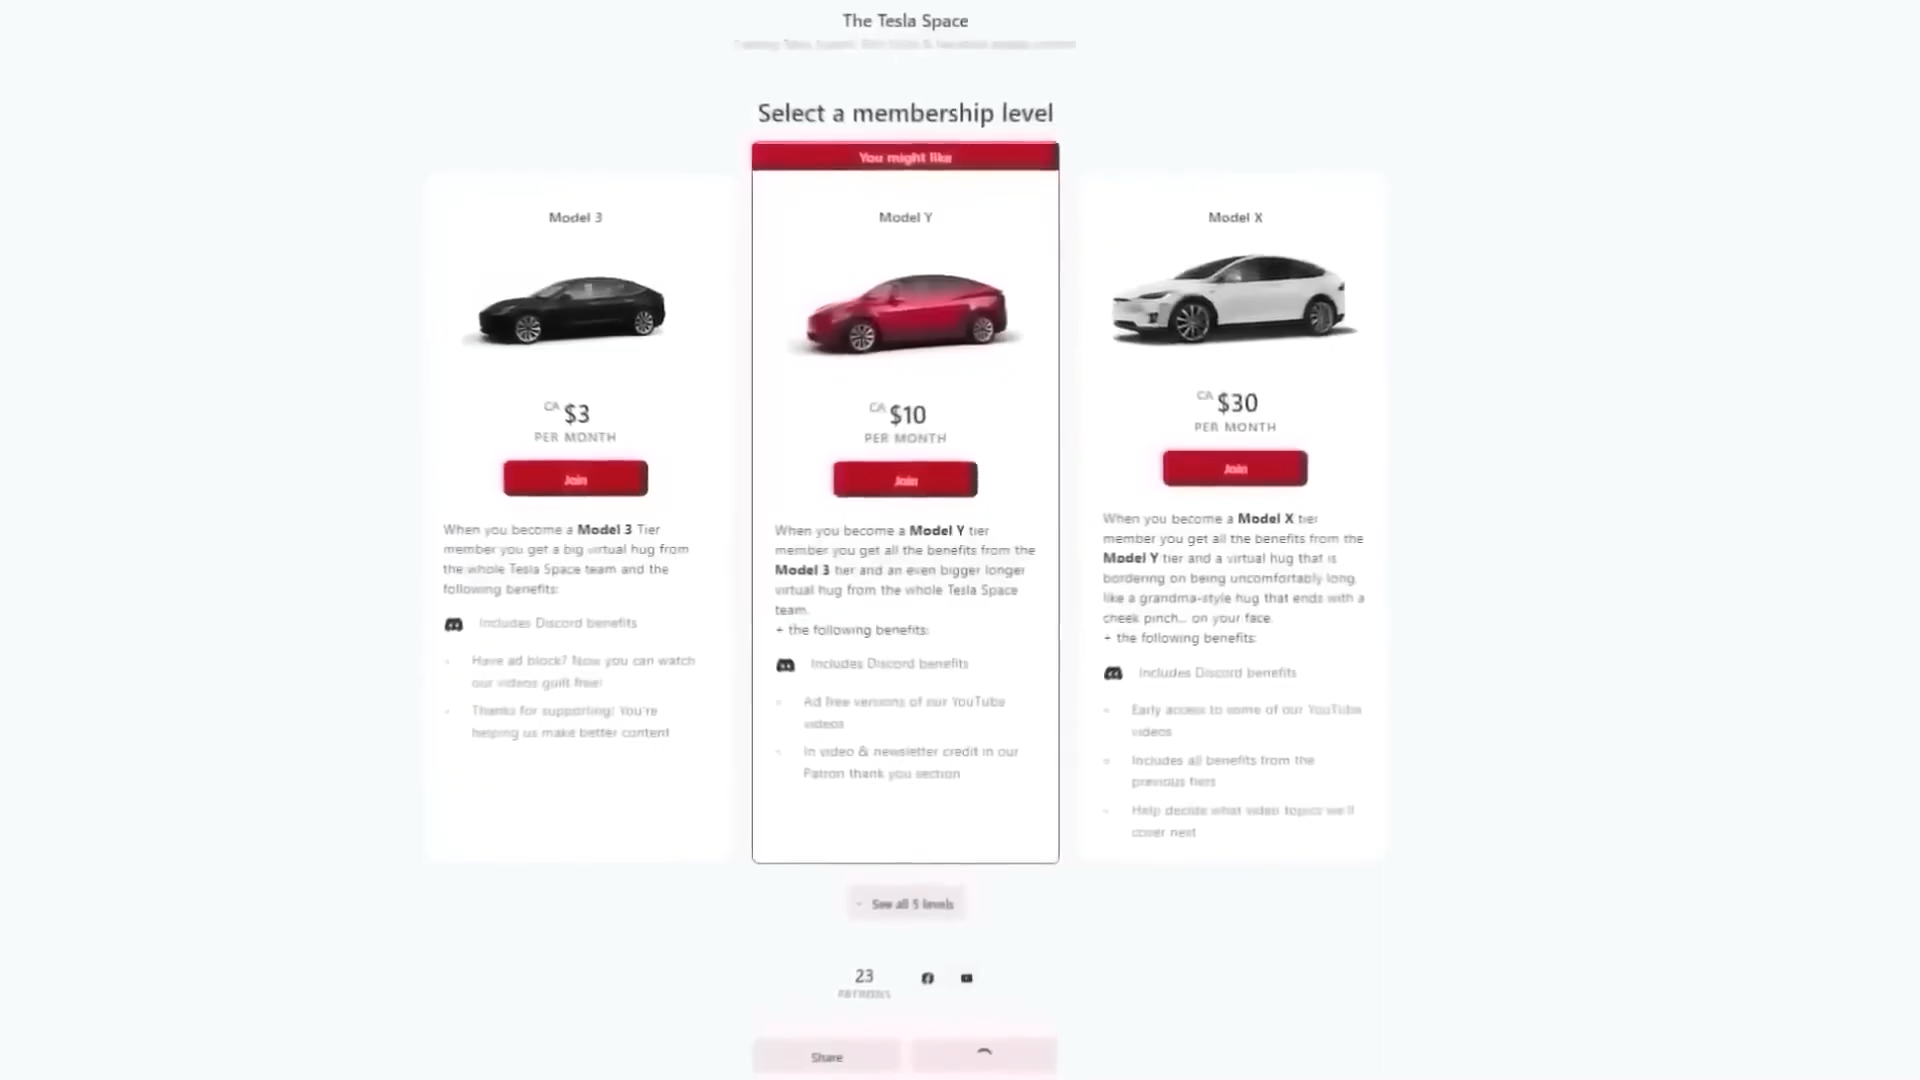 The Tesla Space
Select a membership level
You might like
Model 3
CA $3
PER MONTH
Join
When you become a Model 3 Tier
member you get a big virtual hug from
the whole Tesla Space team and the
following benefits:
Includes Discord benefits
Have ad block? Now you can watch
our videos guilt free!
Thanks for supporting! You're
helping us make better content
Model Y
CA $10
PER MONTH
Join
When you become a Model Y tier
member you get all the benefits from the
Model 3 tier and an even bigger longer
virtual hug from the whole Tesla Space
team.
+ the following benefits:
Includes Discord benefits
Ad free versions of our YouTube
videos
In video & newsletter credit in our
Patron thank you section
Model X
CA $30
PER MONTH
Join
When you become a Model X tier
member you get all the benefits from the
Model Y tier and a virtual hug that is
bordering on being uncomfortably long,
like a grandma-style hug that ends with a
cheek pinch... on your face.
+ the following benefits:
Includes Discord benefits
Early access to some of our YouTube
videos
Includes all benefits from the
previous tiers
Help decide what video topics we'll
cover next
See all 5 levels
23
PATRONS
Share